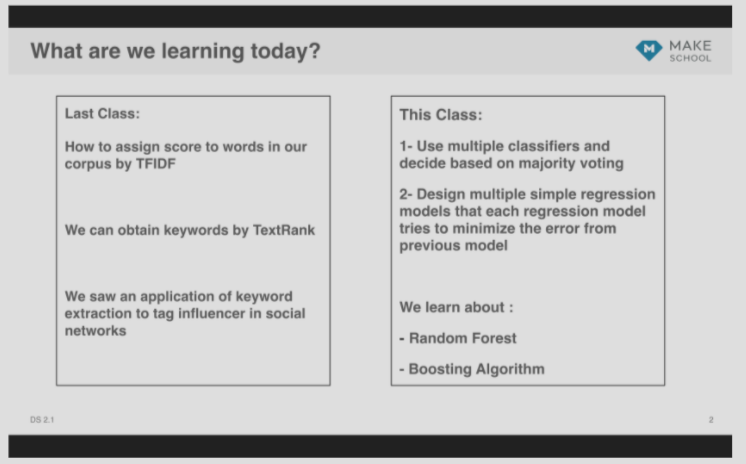 What are we learning today?
MAKE
SCHOOL
Last Class:
How to assign score to words in our
corpus by TFIDF
We can obtain keywords by TextRank
We saw an application of keyword
extraction to tag influencer in social
networks
This Class:
1- Use multiple classifiers and
decide based on majority voting
2- Design multiple simple regression
models that each regression model
tries to minimize the error from
previous model
We learn about :
- Random Forest
- Boosting Algorithm
DS 2.1
2